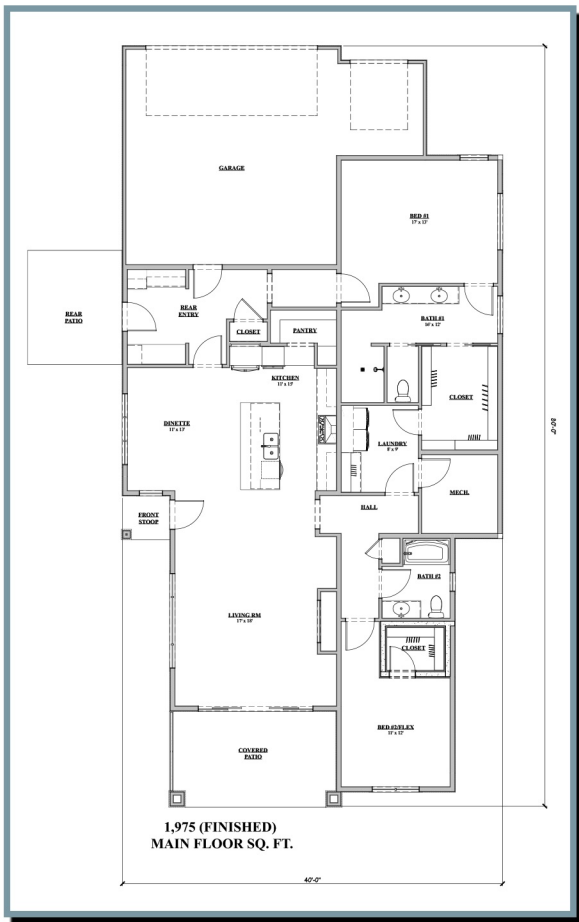 GARAGE
BED #1
17' x 13'
REAR
PATIO
REAR
ENTRY
CLOSET
PANTRY
BATH #1
16' x 12'
KITCHEN
11' x 15'
CLOSET
DINETTE
11' x 13'
LAUNDRY
8' x 9'
80'-0"
MECH.
HALL
FRONT
STOOP
BATH #2
LIVING RM
17' x 18'
CLOSET
BED #2/FLEX
11' x 12'
COVERED
PATIO
1,975 (FINISHED)
MAIN FLOOR SQ. FT.
40'-0"